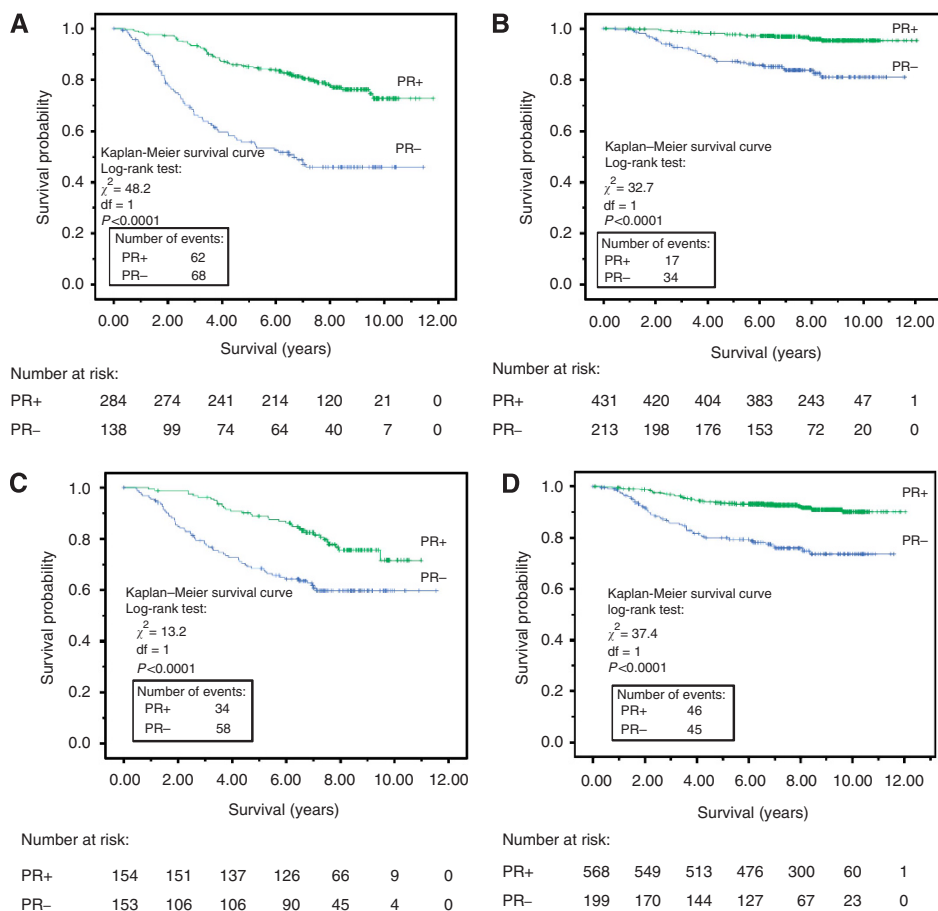 A
Survival probability
1.0
0.8
0.6
0.4
0.2
0.0
PR+
PR–
Kaplan-Meier survival curve
Log-rank test:
χ2= 48.2
df = 1
P<0.0001
Number of events:
PR+ 62
PR– 68
0.00 2.00 4.00 6.00 8.00 10.00 12.00
Survival (years)
Number at risk:
PR+ 284 274 241 214 120 21 0
PR– 138 99 74 64 40 7 0
B
Survival probability
1.0
0.8
0.6
0.4
0.2
0.0
PR+
PR–
Kaplan–Meier survival curve
Log-rank test:
χ2= 32.7
df = 1
P<0.0001
Number of events:
PR+ 17
PR– 34
0.00 2.00 4.00 6.00 8.00 10.00 12.00
Survival (years)
Number at risk:
PR+ 431 420 404 383 243 47 1
PR– 213 198 176 153 72 20 0
C
Survival probability
1.0
0.8
0.6
0.4
0.2
0.0
PR+
PR–
Kaplan–Meier survival curve
Log-rank test:
χ2= 13.2
df = 1
P<0.0001
Number of events:
PR+ 34
PR– 58
0.00 2.00 4.00 6.00 8.00 10.00 12.00
Survival (years)
Number at risk:
PR+ 154 151 137 126 66 9 0
PR– 153 106 106 90 45 4 0
D
Survival probability
1.0
0.8
0.6
0.4
0.2
0.0
PR+
PR–
Kaplan–Meier survival curve
log-rank test:
χ2= 37.4
df = 1
P<0.0001
Number of events:
PR+ 46
PR– 45
0.00 2.00 4.00 6.00 8.00 10.00 12.00
Survival (years)
Number at risk:
PR+ 568 549 513 476 300 60 1
PR– 199 170 144 127 67 23 0